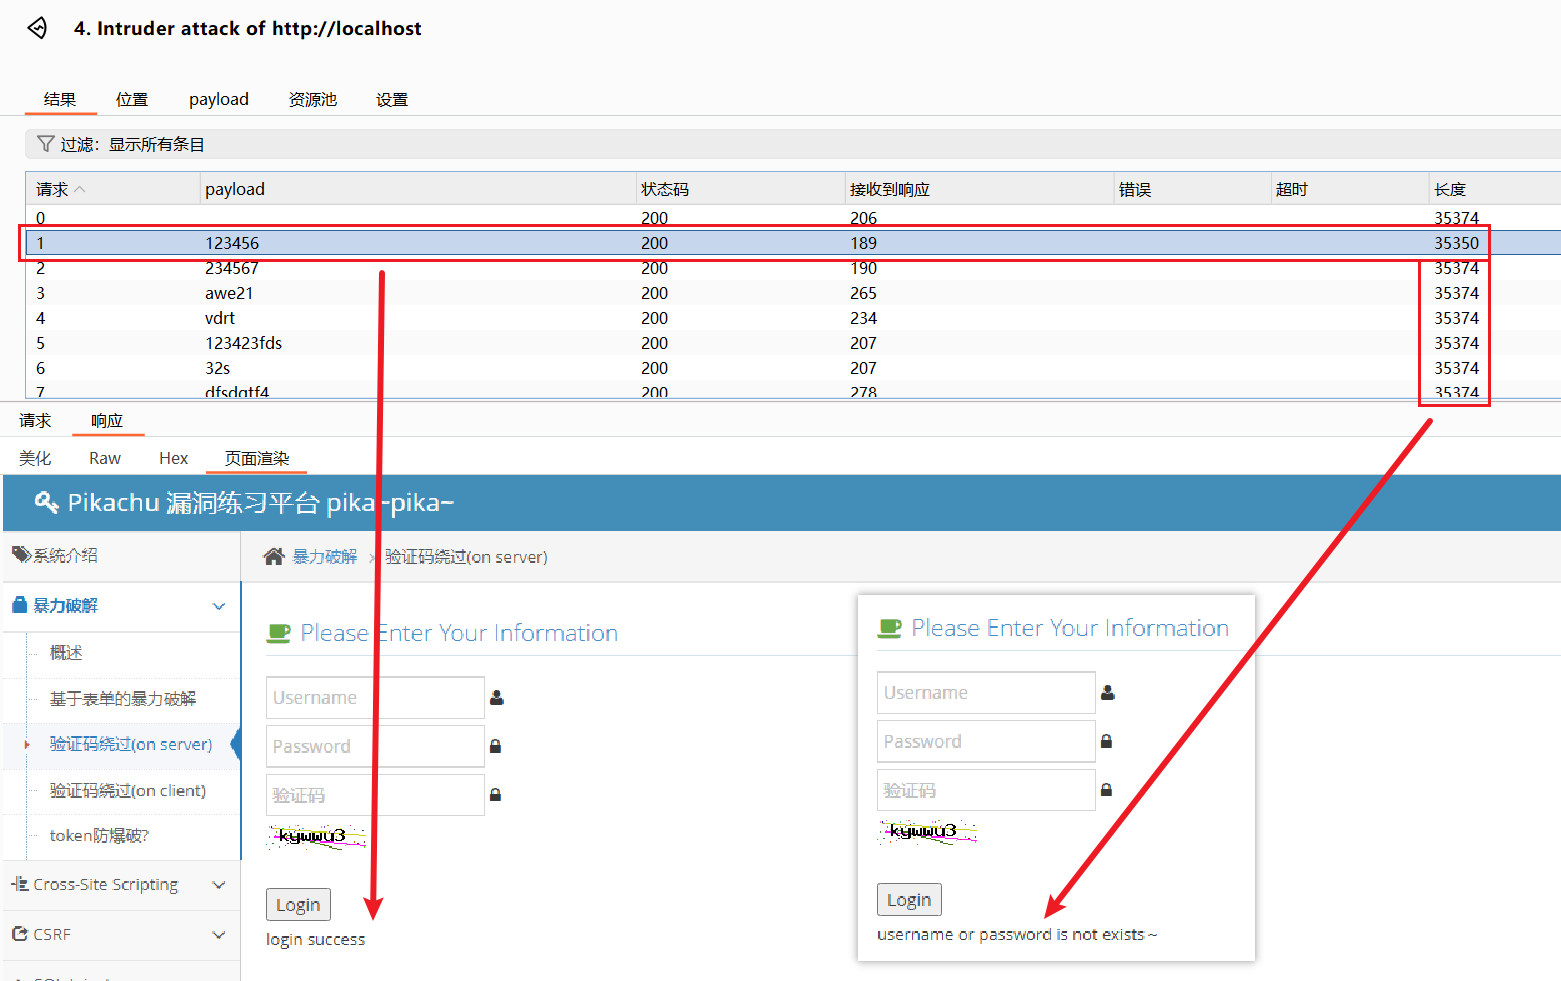 4. Intruder attack of http://localhost
结果 位置 payload 资源池 设置
过滤：显示所有条目
请求 payload 状态码 接收到响应 错误 超时 长度
0 200 206 35374
1 123456 200 189 35350
2 234567 200 190 35374
3 awe21 200 265 35374
4 vdrt 200 234 35374
5 123423fds 200 207 35374
6 32s 200 207 35374
7 200 278 35374
请求 响应
美化 Raw Hex 页面渲染
Pikachu 漏洞练习平台 pika~pika~
系统介绍
暴力破解 > 验证码绕过(on server)
暴力破解
概述
基于表单的暴力破解
验证码绕过(on server)
验证码绕过(on client)
token防爆破?
Cross-Site Scripting
CSRF
Please Enter Your Information
Username
Password
验证码
kywwu3
Login
login success
Please Enter Your Information
Username
Password
验证码
kywwu3
Login
username or password is not exists～